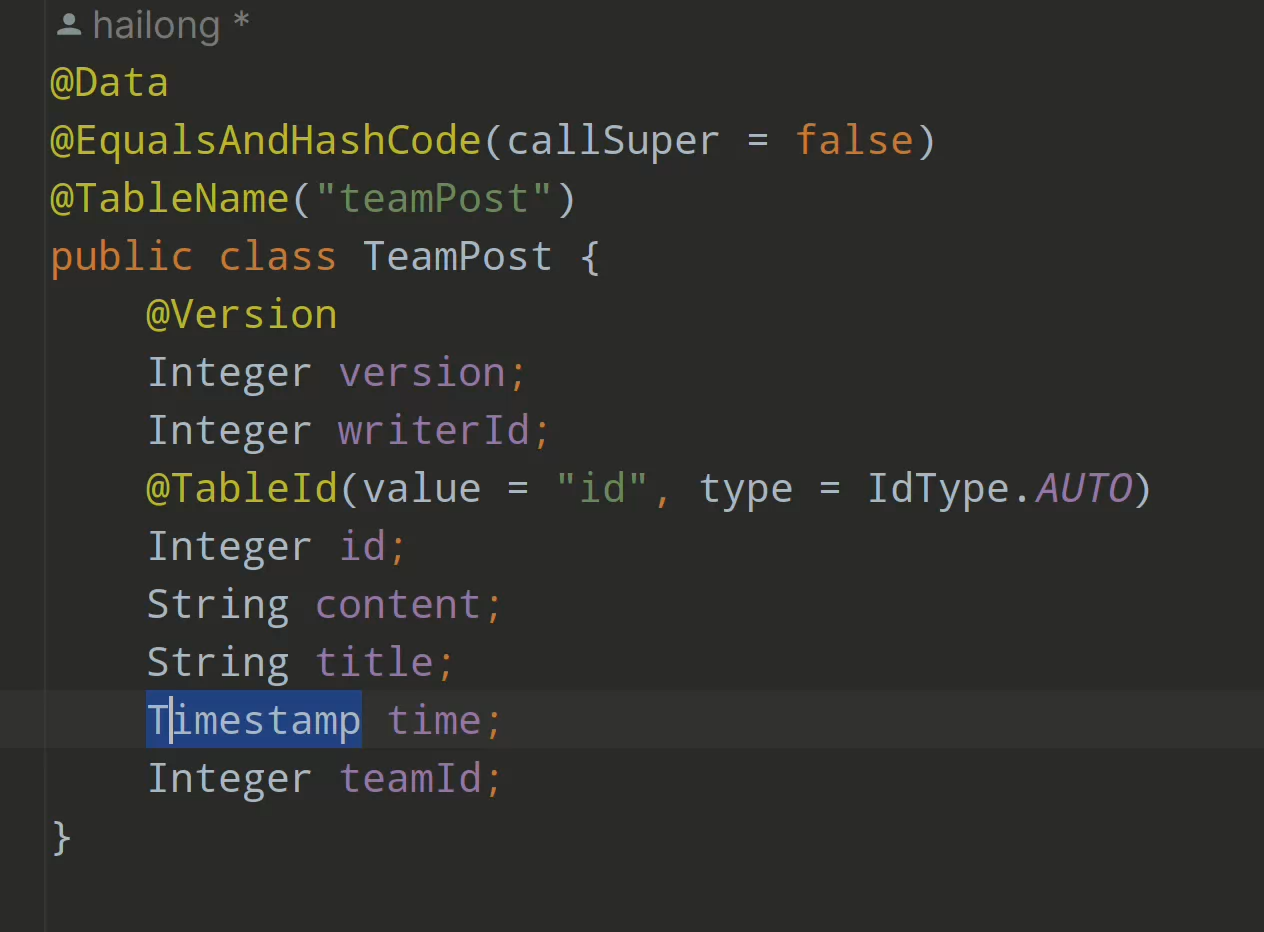 hailong *
@Data
@EqualsAndHashCode(callSuper = false)
@TableName("teamPost")
public class TeamPost {
    @Version
    Integer version;
    Integer writerId;
    @TableId(value = "id", type = IdType.AUTO)
    Integer id;
    String content;
    String title;
    Timestamp time;
    Integer teamId;
}